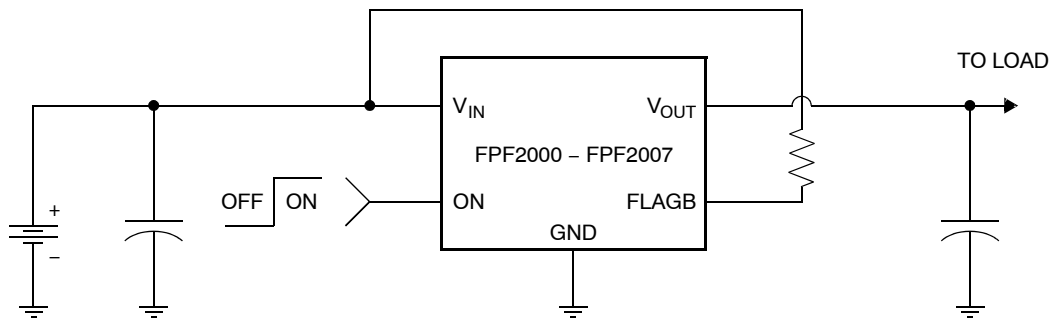 TO LOAD
VIN
VOUT
FPF2000 – FPF2007
OFF
ON
ON
FLAGB
GND
+
–